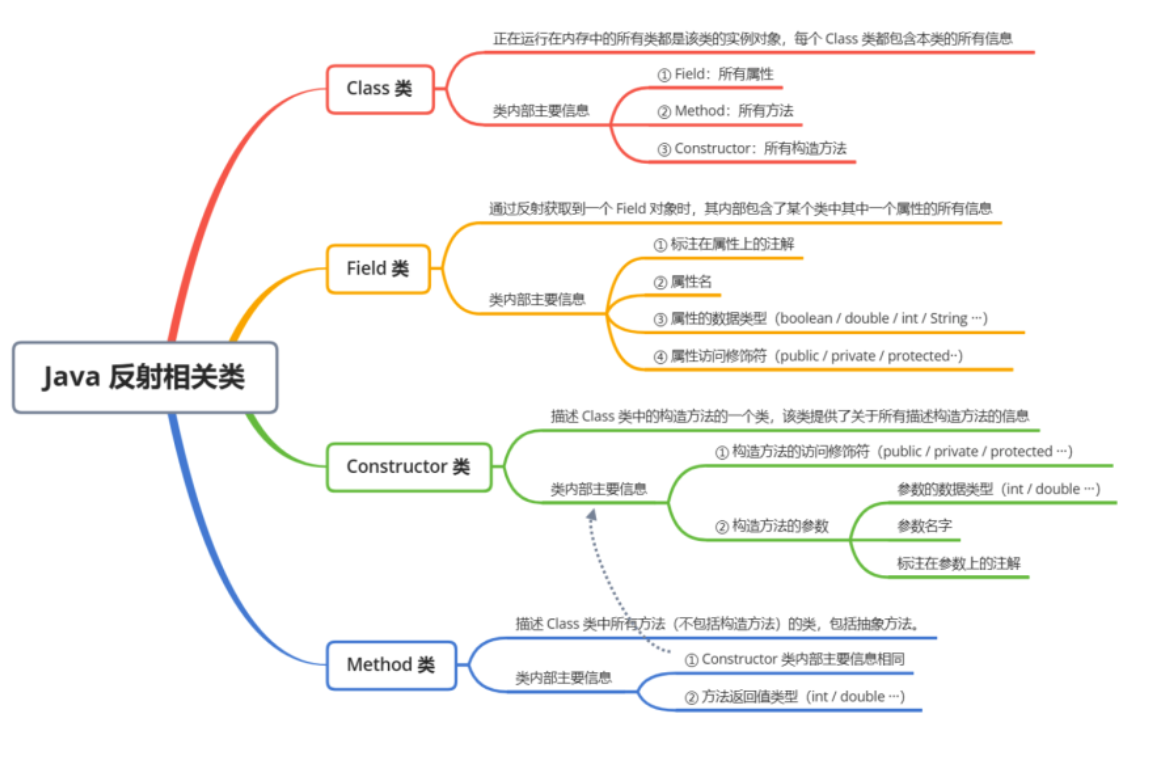 Java 反射相关类
Class 类
正在运行在内存中的所有类都是该类的实例对象，每个 Class 类都包含本类的所有信息
类内部主要信息
① Field：所有属性
② Method：所有方法
③ Constructor：所有构造方法
Field 类
通过反射获取到一个 Field 对象时，其内部包含了某个类中其中一个属性的所有信息
类内部主要信息
① 标注在属性上的注解
② 属性名
③ 属性的数据类型（boolean / double / int / String ···）
④ 属性访问修饰符（public / private / protected··）
Constructor 类
描述 Class 类中的构造方法的一个类，该类提供了关于所有描述构造方法的信息
类内部主要信息
① 构造方法的访问修饰符（public / private / protected ···）
② 构造方法的参数
参数的数据类型（int / double ···）
参数名字
标注在参数上的注解
Method 类
描述 Class 类中所有方法（不包括构造方法）的类，包括抽象方法。
类内部主要信息
① Constructor 类内部主要信息相同
② 方法返回值类型（int / double ···）